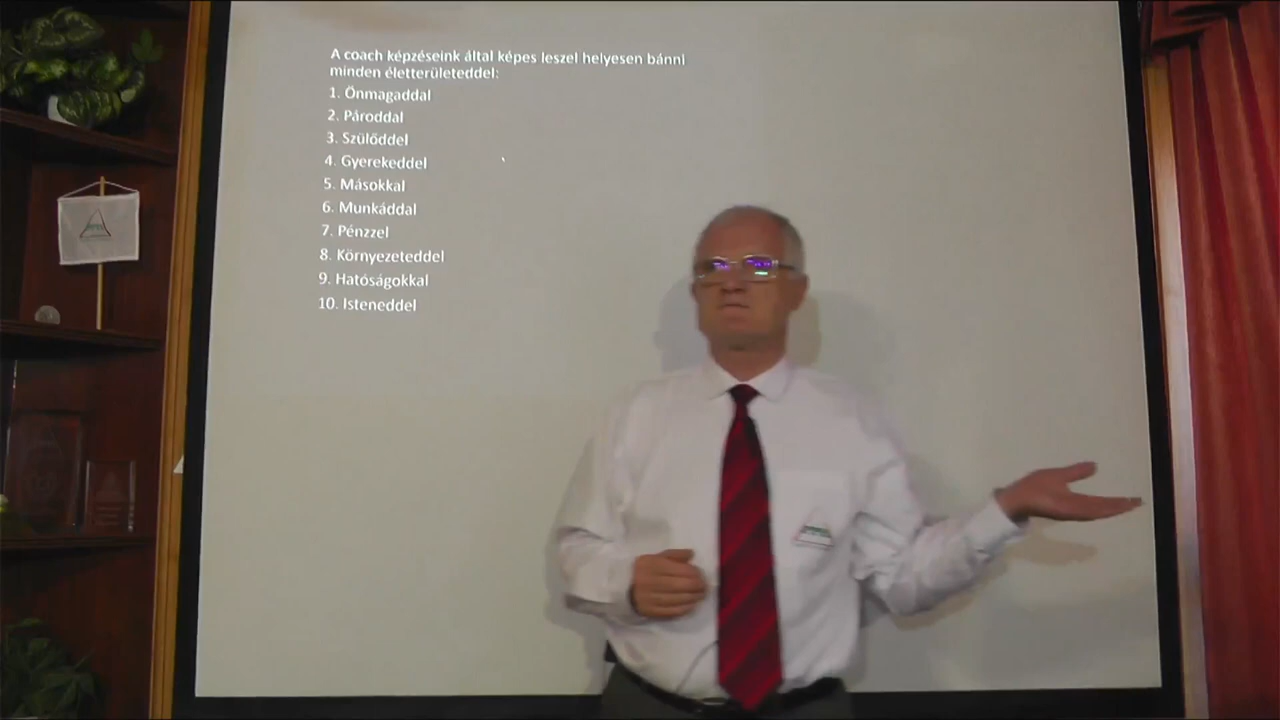 A coach képzéseink által képes leszel helyesen bánni
minden életterületeddel:
1. Önmagaddal
2. Pároddal
3. Szülőddel
4. Gyerekeddel
5. Másokkal
6. Munkáddal
7. Pénzzel
8. Környezeteddel
9. Hatóságokkal
10. Isteneddel